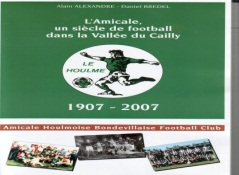 Alain ALEXANDRE - Daniel BREDEL
L'Amicale,
un siècle de football
dans la Vallée du Cailly
LE HOULME
1907 - 2007
Amicale Houlmoise Bondevillaise Football Club